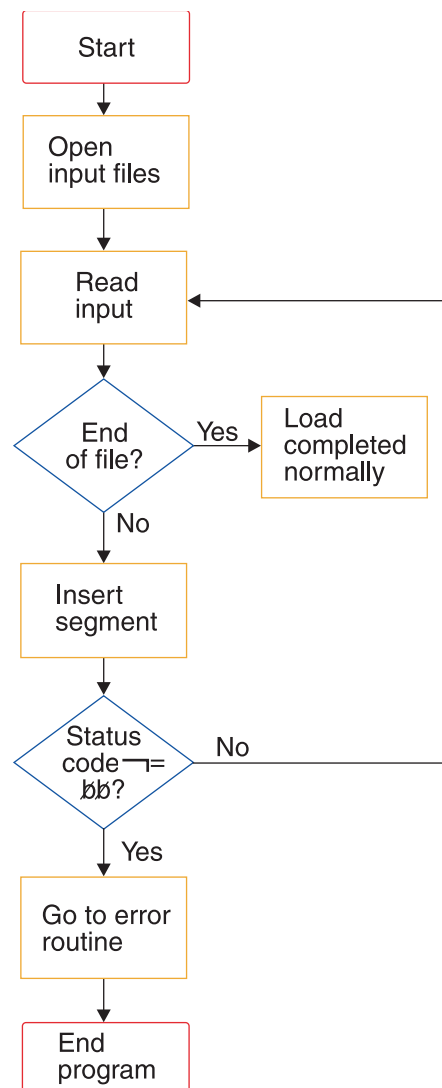 Start
Open
input files
Read
input
End
of file?
Yes
Load
completed
normally
No
Insert
segment
Status
code ¬=
b̸b̸?
No
Yes
Go to error
routine
End
program